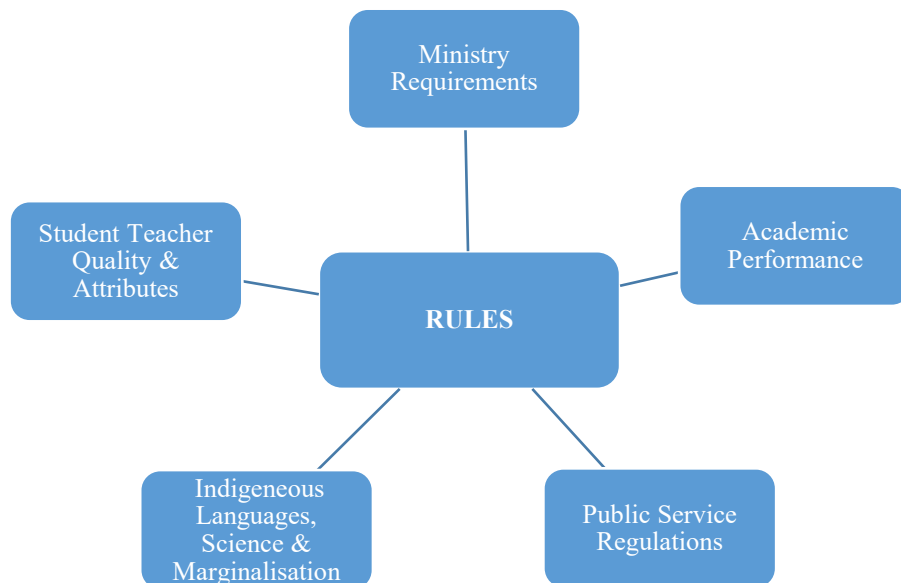 Ministry
Requirements
Student Teacher
Quality &
Attributes
Academic
Performance
RULES
Indigeneous
Languages,
Science &
Marginalisation
Public Service
Regulations